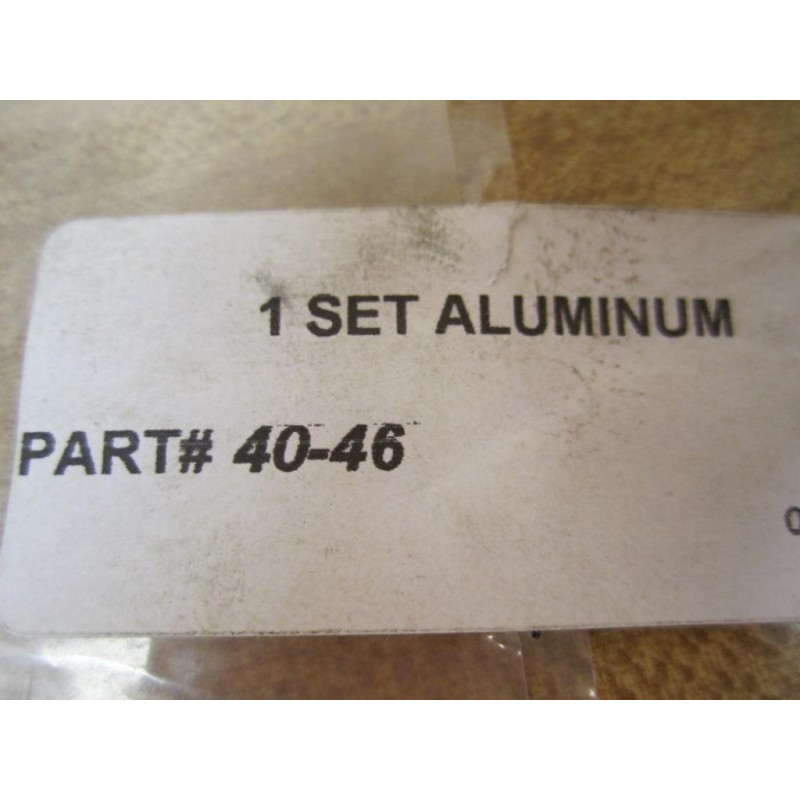 1 SET ALUMINUM
PART# 40-46